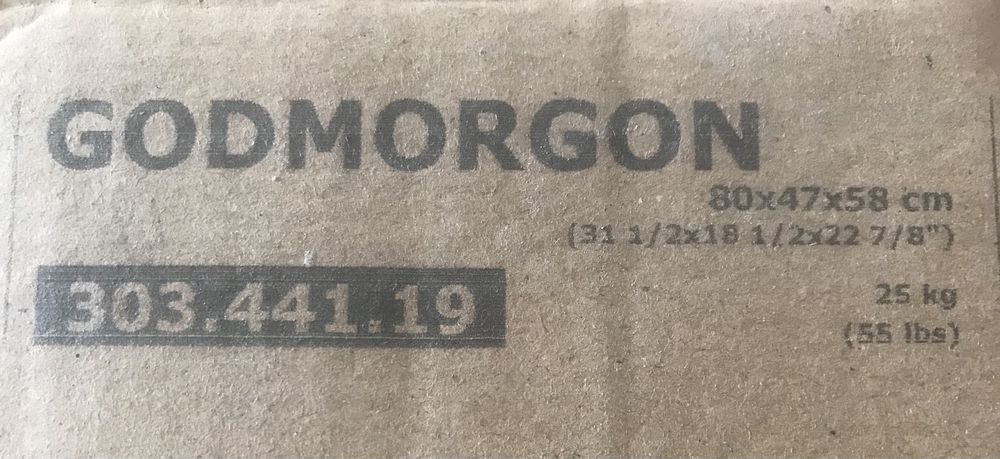 GODMORGON
80x47x58 cm
(31 1/2x18 1/2x22 7/8")
303.441.19
25 kg
(55 lbs)